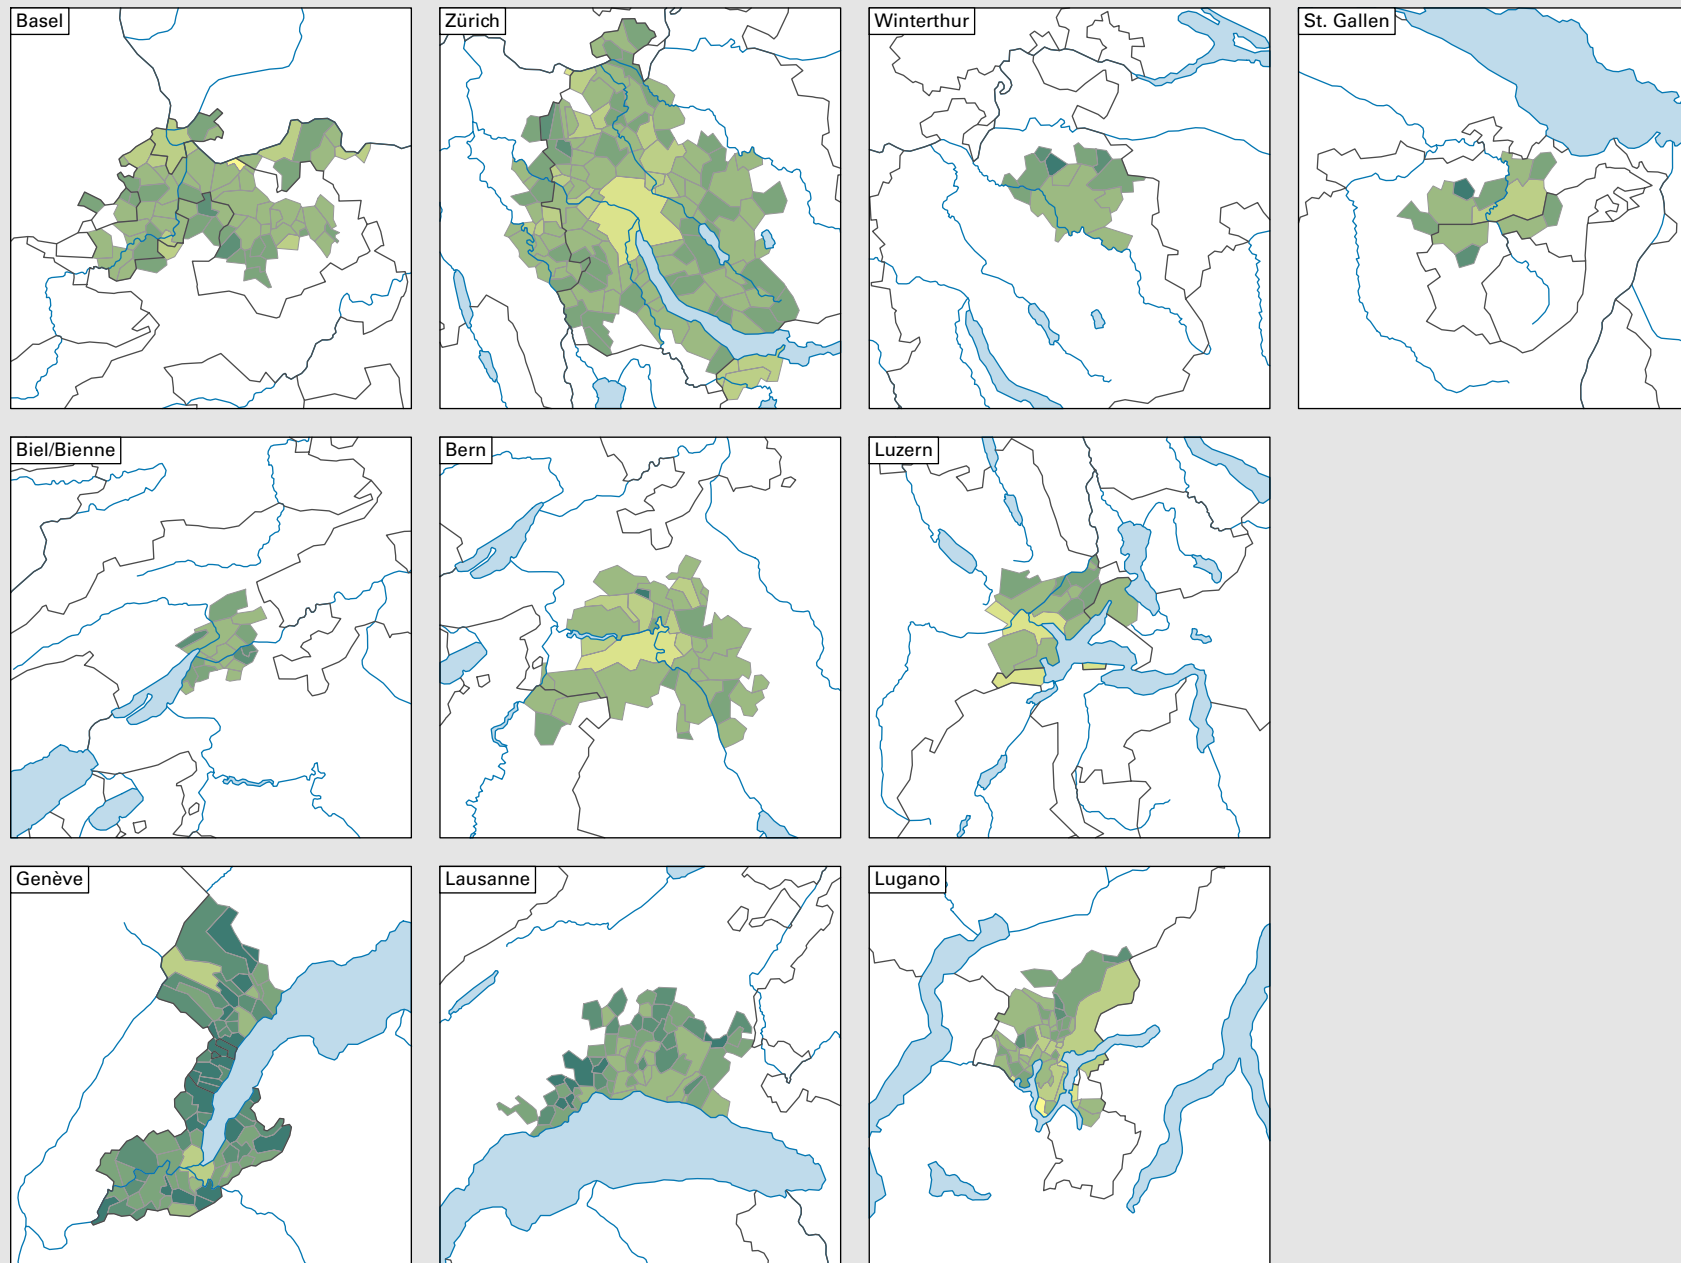 Basel
Zürich
Winterthur
St. Gallen
Biel/Bienne
Bern
Luzern
Genève
Lausanne
Lugano